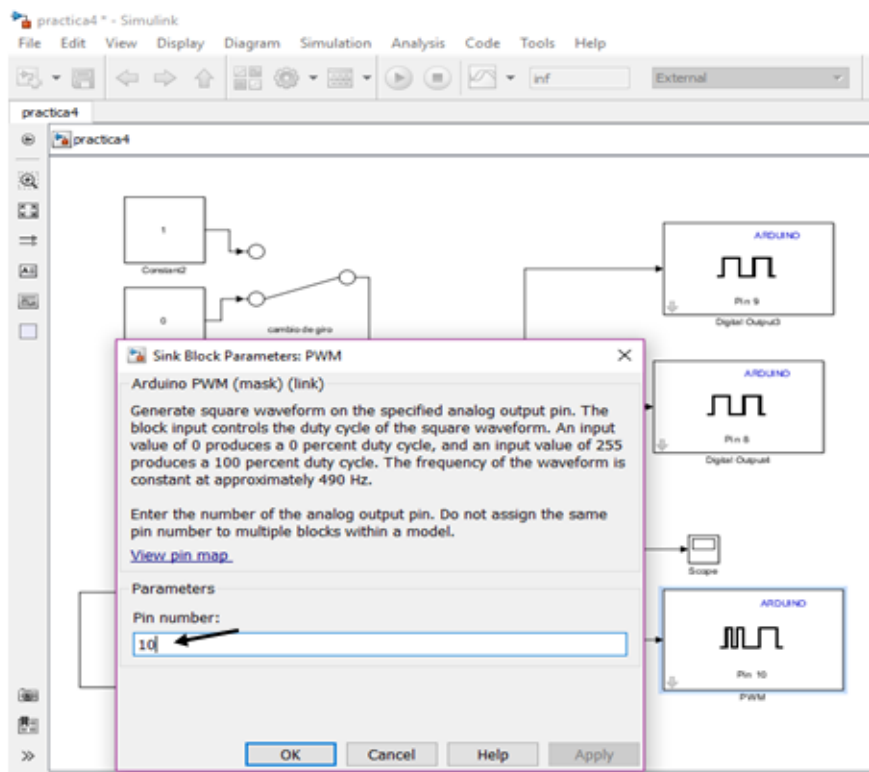 practica4 * - Simulink
File Edit View Display Diagram Simulation Analysis Code Tools Help
inf
External
practica4
practica4
1
Constant2
0
cambio de giro
ARDUINO
Pin 9
Digital Output3
ARDUINO
Pin 8
Digital Output4
Scope
ARDUINO
Pin 10
PWM
Sink Block Parameters: PWM
Arduino PWM (mask) (link)
Generate square waveform on the specified analog output pin. The
block input controls the duty cycle of the square waveform. An input
value of 0 produces a 0 percent duty cycle, and an input value of 255
produces a 100 percent duty cycle. The frequency of the waveform is
constant at approximately 490 Hz.
Enter the number of the analog output pin. Do not assign the same
pin number to multiple blocks within a model.
View pin map
Parameters
Pin number:
10
OK Cancel Help Apply